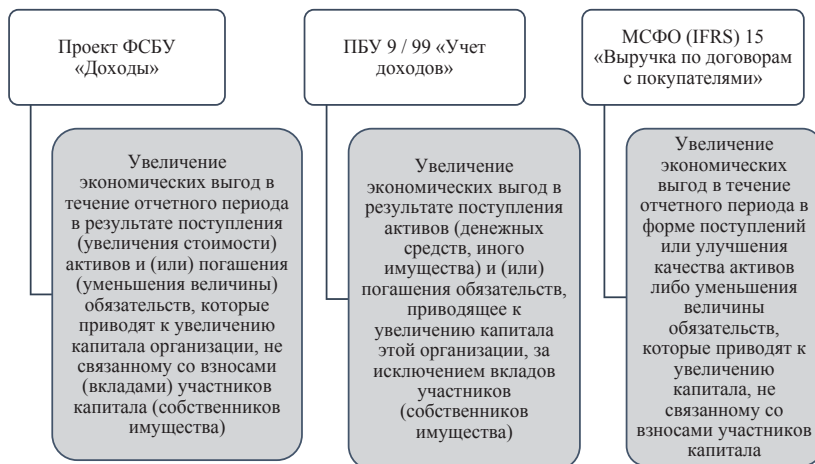 Проект ФСБУ
«Доходы»
Увеличение
экономических выгод в
течение отчетного периода
в результате поступления
(увеличения стоимости)
активов и (или) погашения
(уменьшения величины)
обязательств, которые
приводят к увеличению
капитала организации, не
связанному со взносами
(вкладами) участников
капитала (собственников
имущества)
ПБУ 9 / 99 «Учет
доходов»
Увеличение
экономических выгод в
результате поступления
активов (денежных
средств, иного
имущества) и (или)
погашения обязательств,
приводящее к
увеличению капитала
этой организации, за
исключением вкладов
участников
(собственников
имущества)
МСФО (IFRS) 15
«Выручка по договорам
с покупателями»
Увеличение
экономических
выгод в течение
отчетного периода в
форме поступлений
или улучшения
качества активов
либо уменьшения
величины
обязательств,
которые приводят к
увеличению
капитала, не
связанному со
взносами участников
капитала